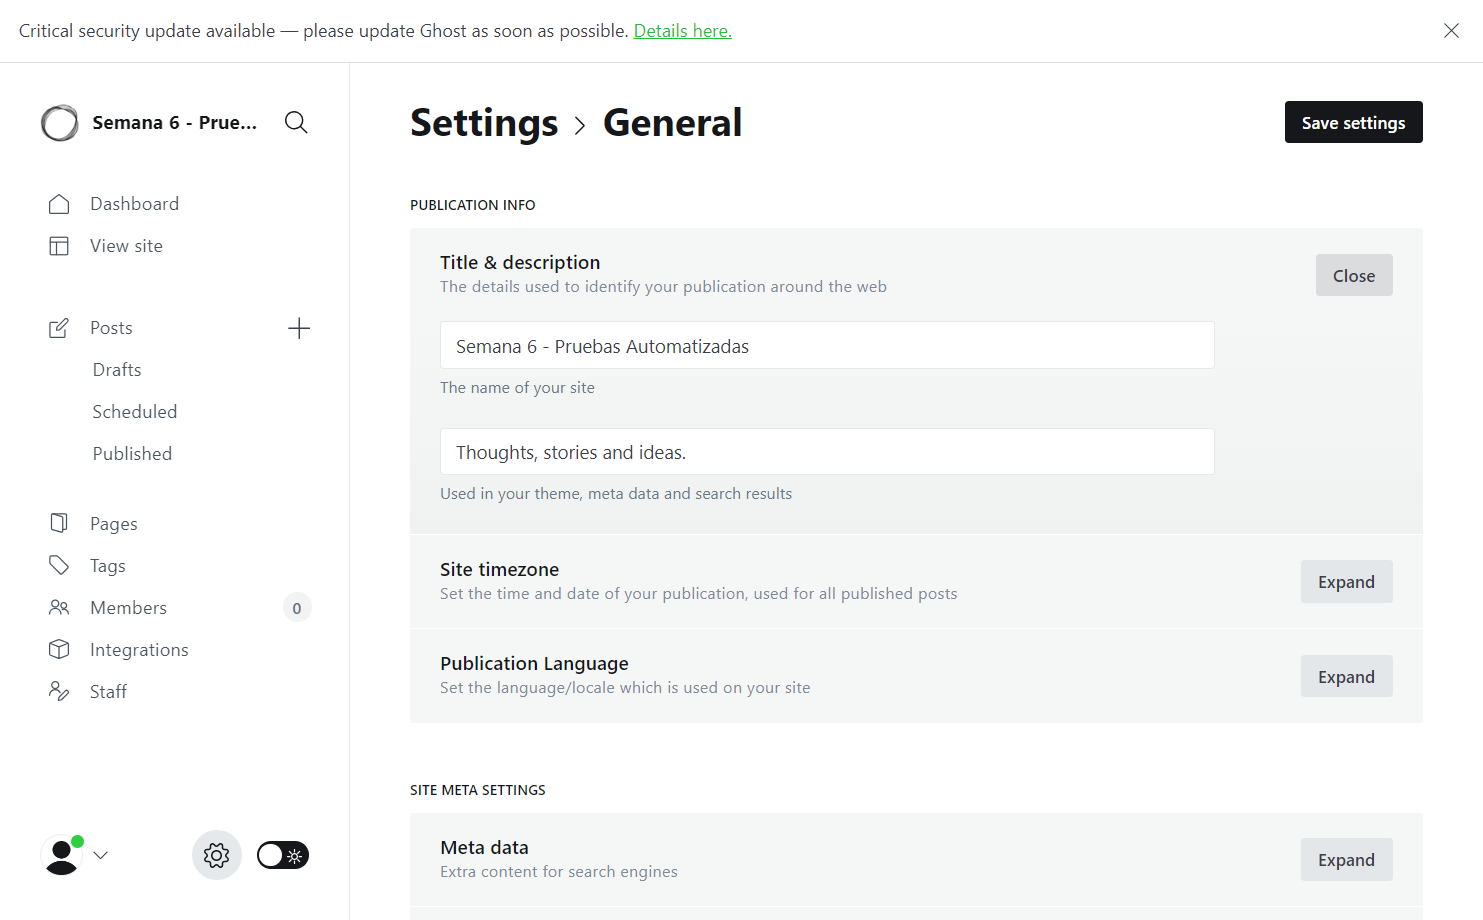 Critical security update available — please update Ghost as soon as possible. Details here.
Semana 6 - Prue...
Dashboard
View site
Posts
Drafts
Scheduled
Published
Pages
Tags
Members 0
Integrations
Staff
Settings > General
Save settings
PUBLICATION INFO
Title & description
The details used to identify your publication around the web
Close
Semana 6 - Pruebas Automatizadas
The name of your site
Thoughts, stories and ideas.
Used in your theme, meta data and search results
Site timezone
Set the time and date of your publication, used for all published posts
Expand
Publication Language
Set the language/locale which is used on your site
Expand
SITE META SETTINGS
Meta data
Extra content for search engines
Expand